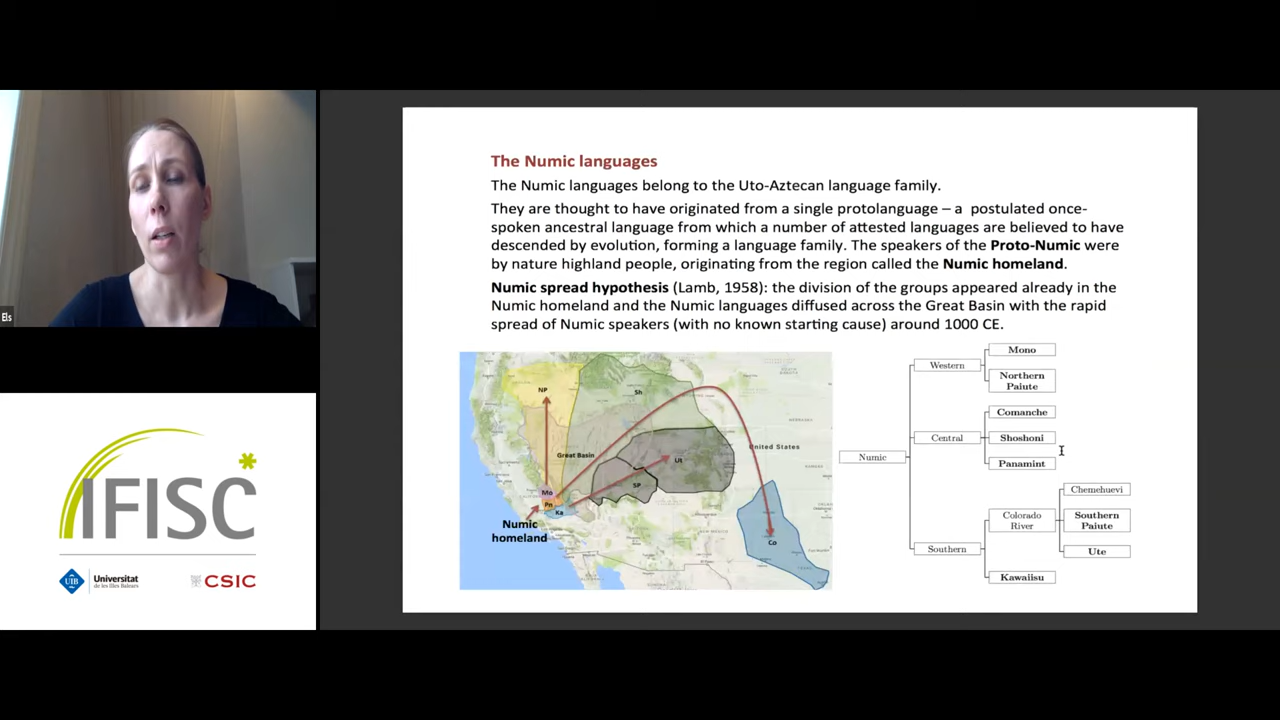 The Numic languages
The Numic languages belong to the Uto-Aztecan language family.
They are thought to have originated from a single protolanguage – a postulated once-
spoken ancestral language from which a number of attested languages are believed to have
descended by evolution, forming a language family. The speakers of the Proto-Numic were
by nature highland people, originating from the region called the Numic homeland.
Numic spread hypothesis (Lamb, 1958): the division of the groups appeared already in the
Numic homeland and the Numic languages diffused across the Great Basin with the rapid
spread of Numic speakers (with no known starting cause) around 1000 CE.
Els
NP
Sh
Great Basin
United States
Ut
SP
Mo
Pn
Ka
Numic
homeland
Co
Numic
Western
Mono
Northern
Paiute
Central
Comanche
Shoshoni
Panamint
Southern
Colorado
River
Chemehuevi
Southern
Paiute
Ute
Kawaiisu
IFISC
UIB
Universitat
de les Illes Balears
CSIC